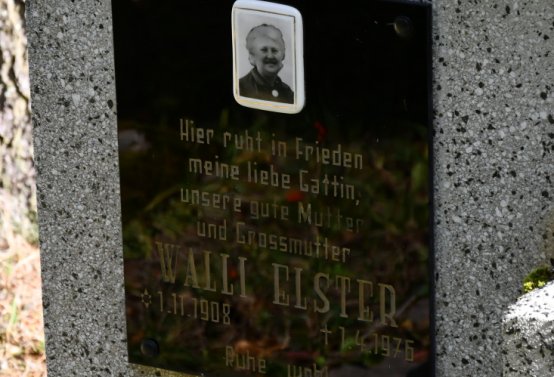 Hier ruht in Frieden
meine liebe Gattin,
unsere gute Mutter
und Grossmutter
WALLI ELSTER
✡ 1.11.1908
✝ 1.4.1976
Ruhe